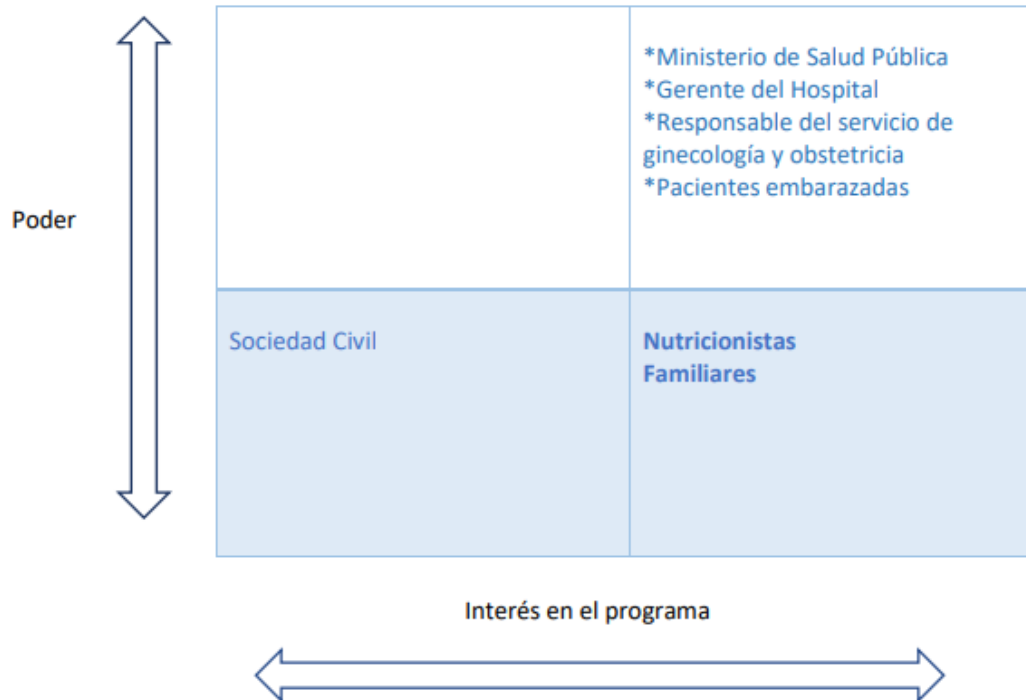 *Ministerio de Salud Pública
*Gerente del Hospital
*Responsable del servicio de
ginecología y obstetricia
*Pacientes embarazadas
Poder
Sociedad Civil
Nutricionistas
Familiares
Interés en el programa